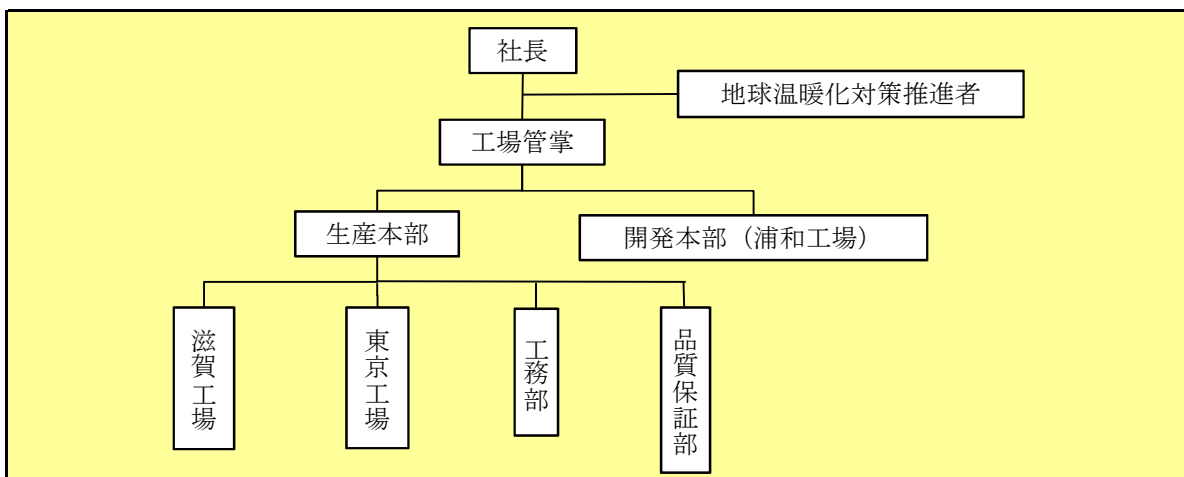 社長
地球温暖化対策推進者
工場管掌
生産本部
開発本部（浦和工場）
滋賀工場
東京工場
工務部
品質保証部